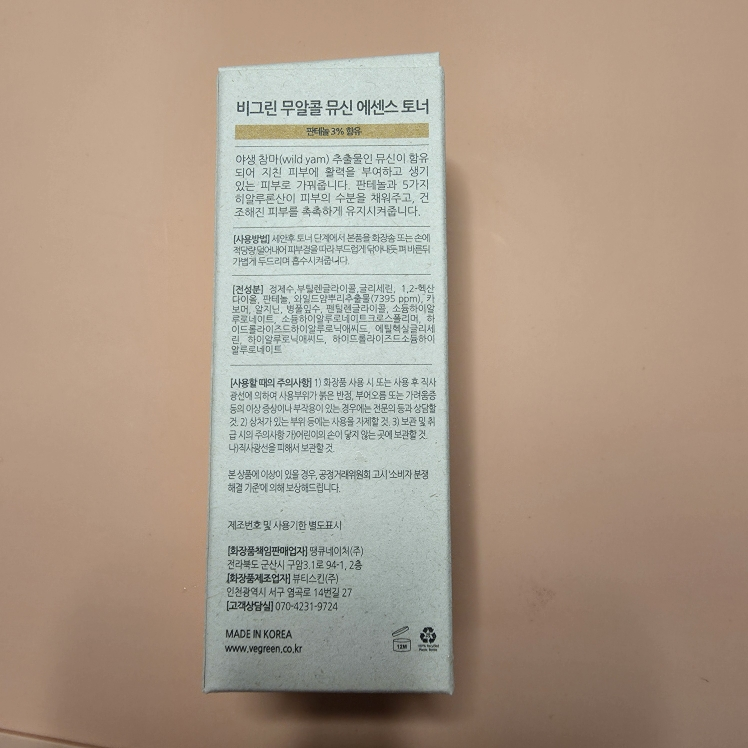 비그린 무알콜 뮤신 에센스 토너
판테놀 3% 함유
야생 참마(wild yam) 추출물인 뮤신이 함유
되어 지친 피부에 활력을 부여하고 생기
있는 피부로 가꿔줍니다. 판테놀과 5가지
히알루론산이 피부의 수분을 채워주고, 건
조해진 피부를 촉촉하게 유지시켜줍니다.
[사용방법] 세안후 토너 단계에서 본품을 화장솜 또는 손에
적당량 덜어내어 피부결을 따라 부드럽게 닦아내듯 펴 바른뒤
가볍게 두드리며 흡수시켜줍니다.
[전성분] 정제수,부틸렌글라이콜,글리세린, 1,2-헥산
다이올, 판테놀, 와일드얌뿌리추출물(7395 ppm), 카
보머, 알지닌, 병풀잎수, 펜틸렌글라이콜, 소듐하이알
루로네이트, 소듐하이알루로네이트크로스폴리머, 하
이드롤라이즈드하이알루로닉애씨드, 에틸헥실글리세
린, 하이알루로닉애씨드, 하이드롤라이즈드소듐하이
알루로네이트
[사용할 때의 주의사항] 1) 화장품 사용 시 또는 사용 후 직사
광선에 의하여 사용부위가 붉은 반점, 부어오름 또는 가려움증
등의 이상 증상이나 부작용이 있는 경우에는 전문의 등과 상담할
것. 2) 상처가 있는 부위 등에는 사용을 자제할 것. 3) 보관 및 취
급 시의 주의사항 가)어린이의 손이 닿지 않는 곳에 보관할 것.
나)직사광선을 피해서 보관할 것.
본 상품에 이상이 있을 경우, 공정거래위원회 고시 '소비자 분쟁
해결 기준'에 의해 보상해드립니다.
제조번호 및 사용기한 별도표시
[화장품책임판매업자] 땡큐네이처(주)
전라북도 군산시 구암3.1로 94-1, 2층
[화장품제조업자] 뷰티스킨(주)
인천광역시 서구 염곡로 14번길 27
[고객상담실] 070-4231-9724
MADE IN KOREA
www.vegreen.co.kr
12M